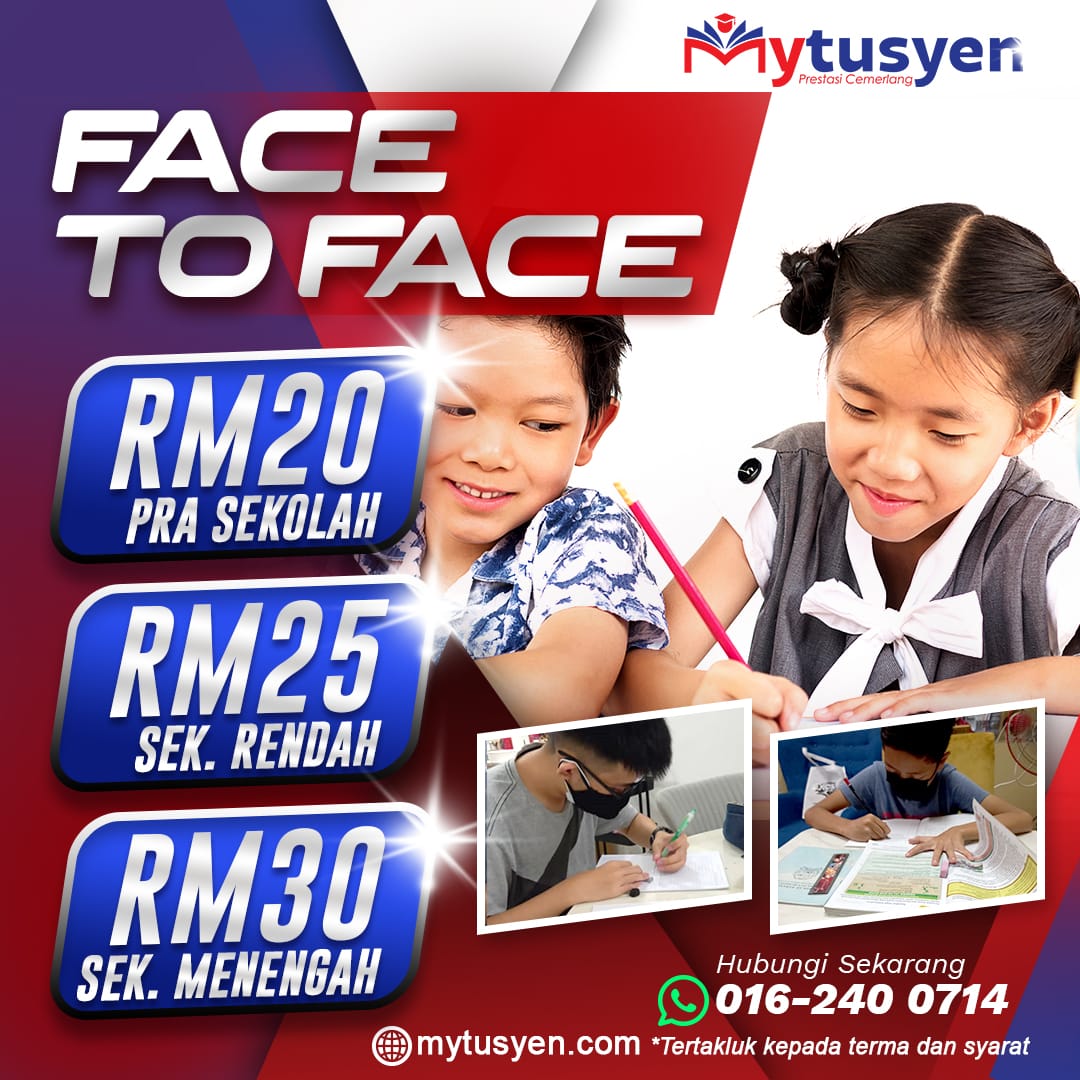 Mytusyen
Prestasi Cemerlang
FACE
TO FACE
RM20
PRA SEKOLAH
RM25
SEK. RENDAH
RM30
SEK. MENENGAH
Hubungi Sekarang
016-240 0714
mytusyen.com *Tertakluk kepada terma dan syarat